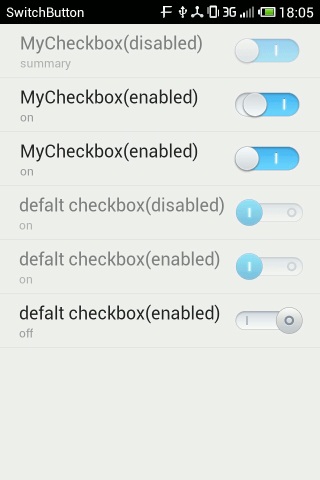 SwitchButton 3G 18:05
MyCheckbox(disabled)
summary
MyCheckbox(enabled)
on
MyCheckbox(enabled)
on
defalt checkbox(disabled)
on
defalt checkbox(enabled)
on
defalt checkbox(enabled)
off